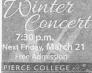 Winter
Concert
7:30 p.m.
Next Friday, March 21
Free Admission
PIERCE COLLEGE